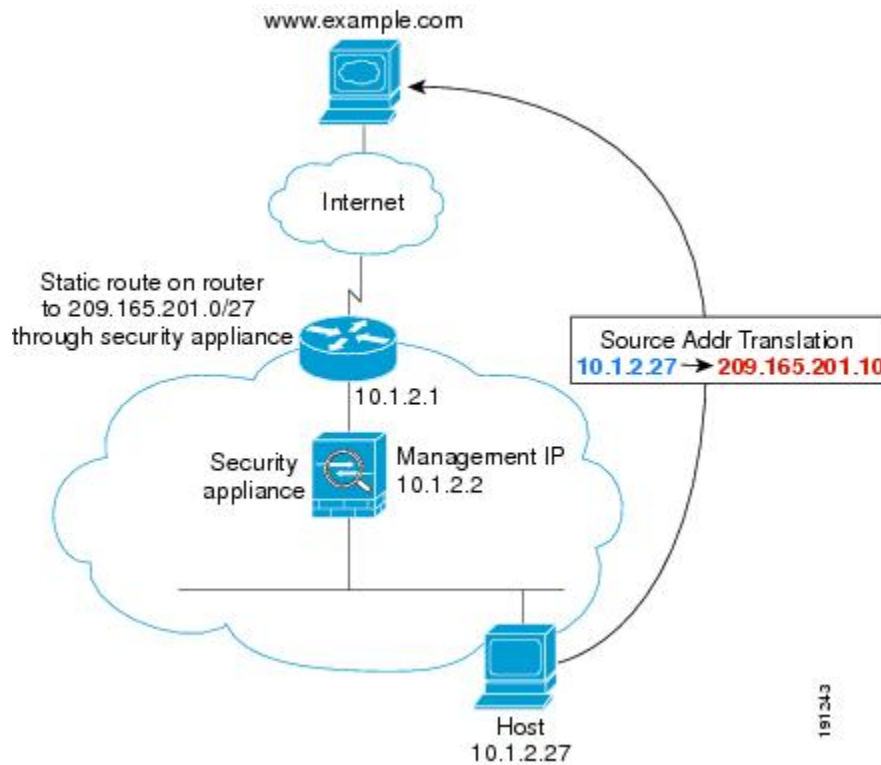 www.example.com
Internet
Static route on router
to 209.165.201.0/27
through security appliance
Source Addr Translation
10.1.2.27 → 209.165.201.10
10.1.2.1
Security
appliance
Management IP
10.1.2.2
Host
10.1.2.27
191243